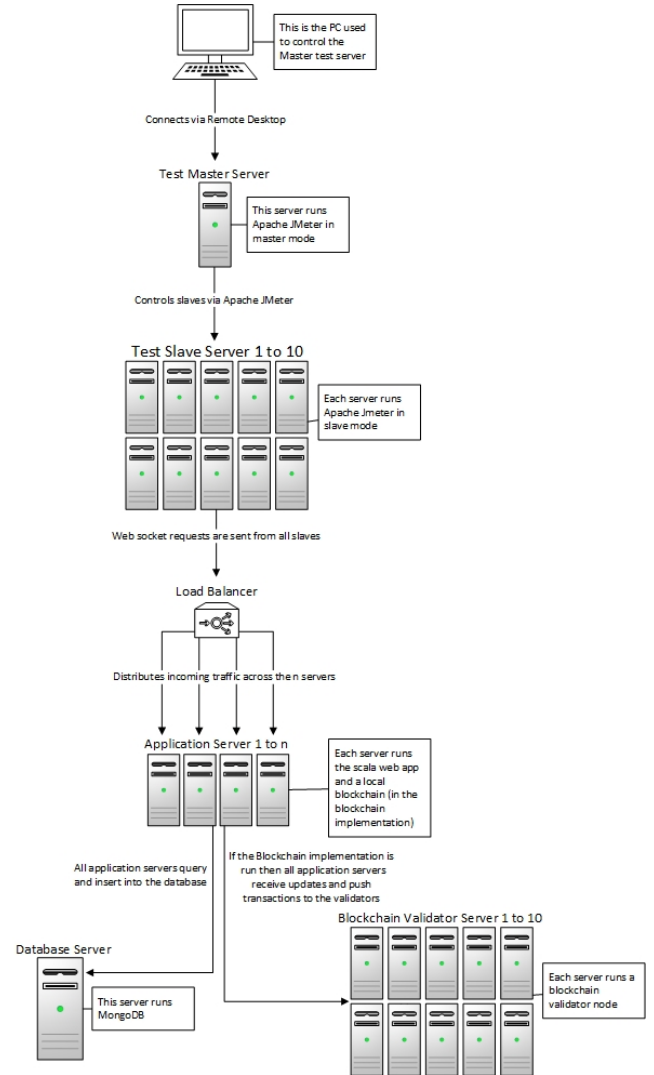 This is the PC used
to control the
Master test server
Connects via Remote Desktop
Test Master Server
This server runs
Apache JMeter in
master mode
Controls slaves via Apache JMeter
Test Slave Server 1 to 10
Each server runs
Apache Jmeter in
slave mode
Web socket requests are sent from all slaves
Load Balancer
Distributes incoming traffic across the n servers
Application Server 1 to n
Each server runs
the scala web app
and a local
blockchain (in the
blockchain
implementation)
All application servers query
and insert into the database
If the Blockchain implementation is
run then all application servers
receive updates and push
transactions to the validators
Blockchain Validator Server 1 to 10
Each server runs a
blockchain
validator node
Database Server
This server runs
MongoDB